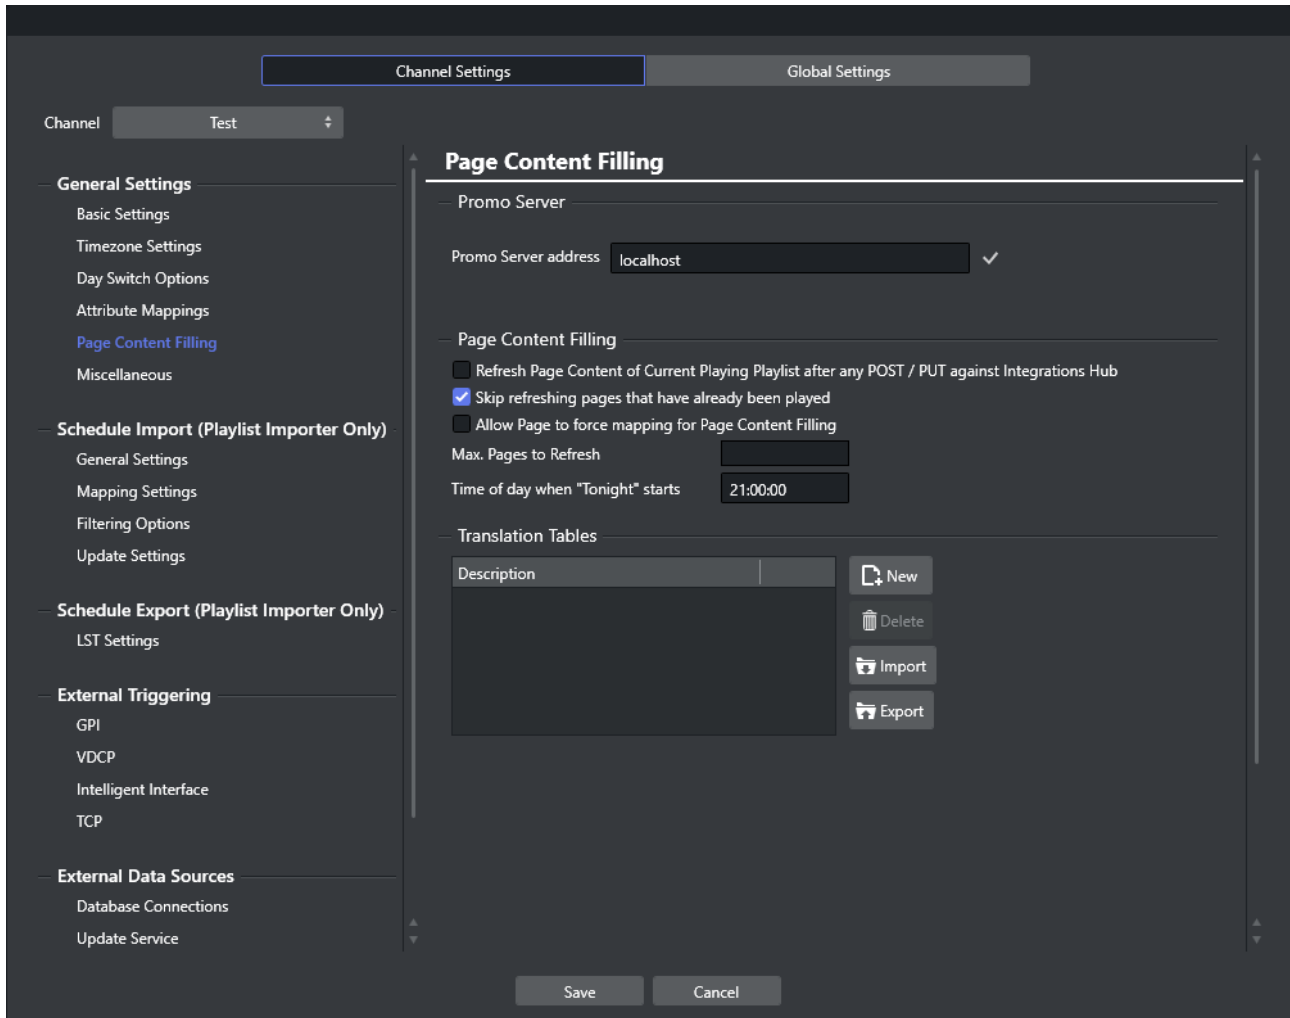 Channel Settings
Global Settings
Channel
Test
General Settings
Basic Settings
Timezone Settings
Day Switch Options
Attribute Mappings
Page Content Filling
Miscellaneous
Schedule Import (Playlist Importer Only)
General Settings
Mapping Settings
Filtering Options
Update Settings
Schedule Export (Playlist Importer Only)
LST Settings
External Triggering
GPI
VDCP
Intelligent Interface
TCP
External Data Sources
Database Connections
Update Service
Page Content Filling
Promo Server
Promo Server address
localhost
Page Content Filling
Refresh Page Content of Current Playing Playlist after any POST / PUT against Integrations Hub
Skip refreshing pages that have already been played
Allow Page to force mapping for Page Content Filling
Max. Pages to Refresh
Time of day when "Tonight" starts
21:00:00
Translation Tables
Description
New
Delete
Import
Export
Save
Cancel